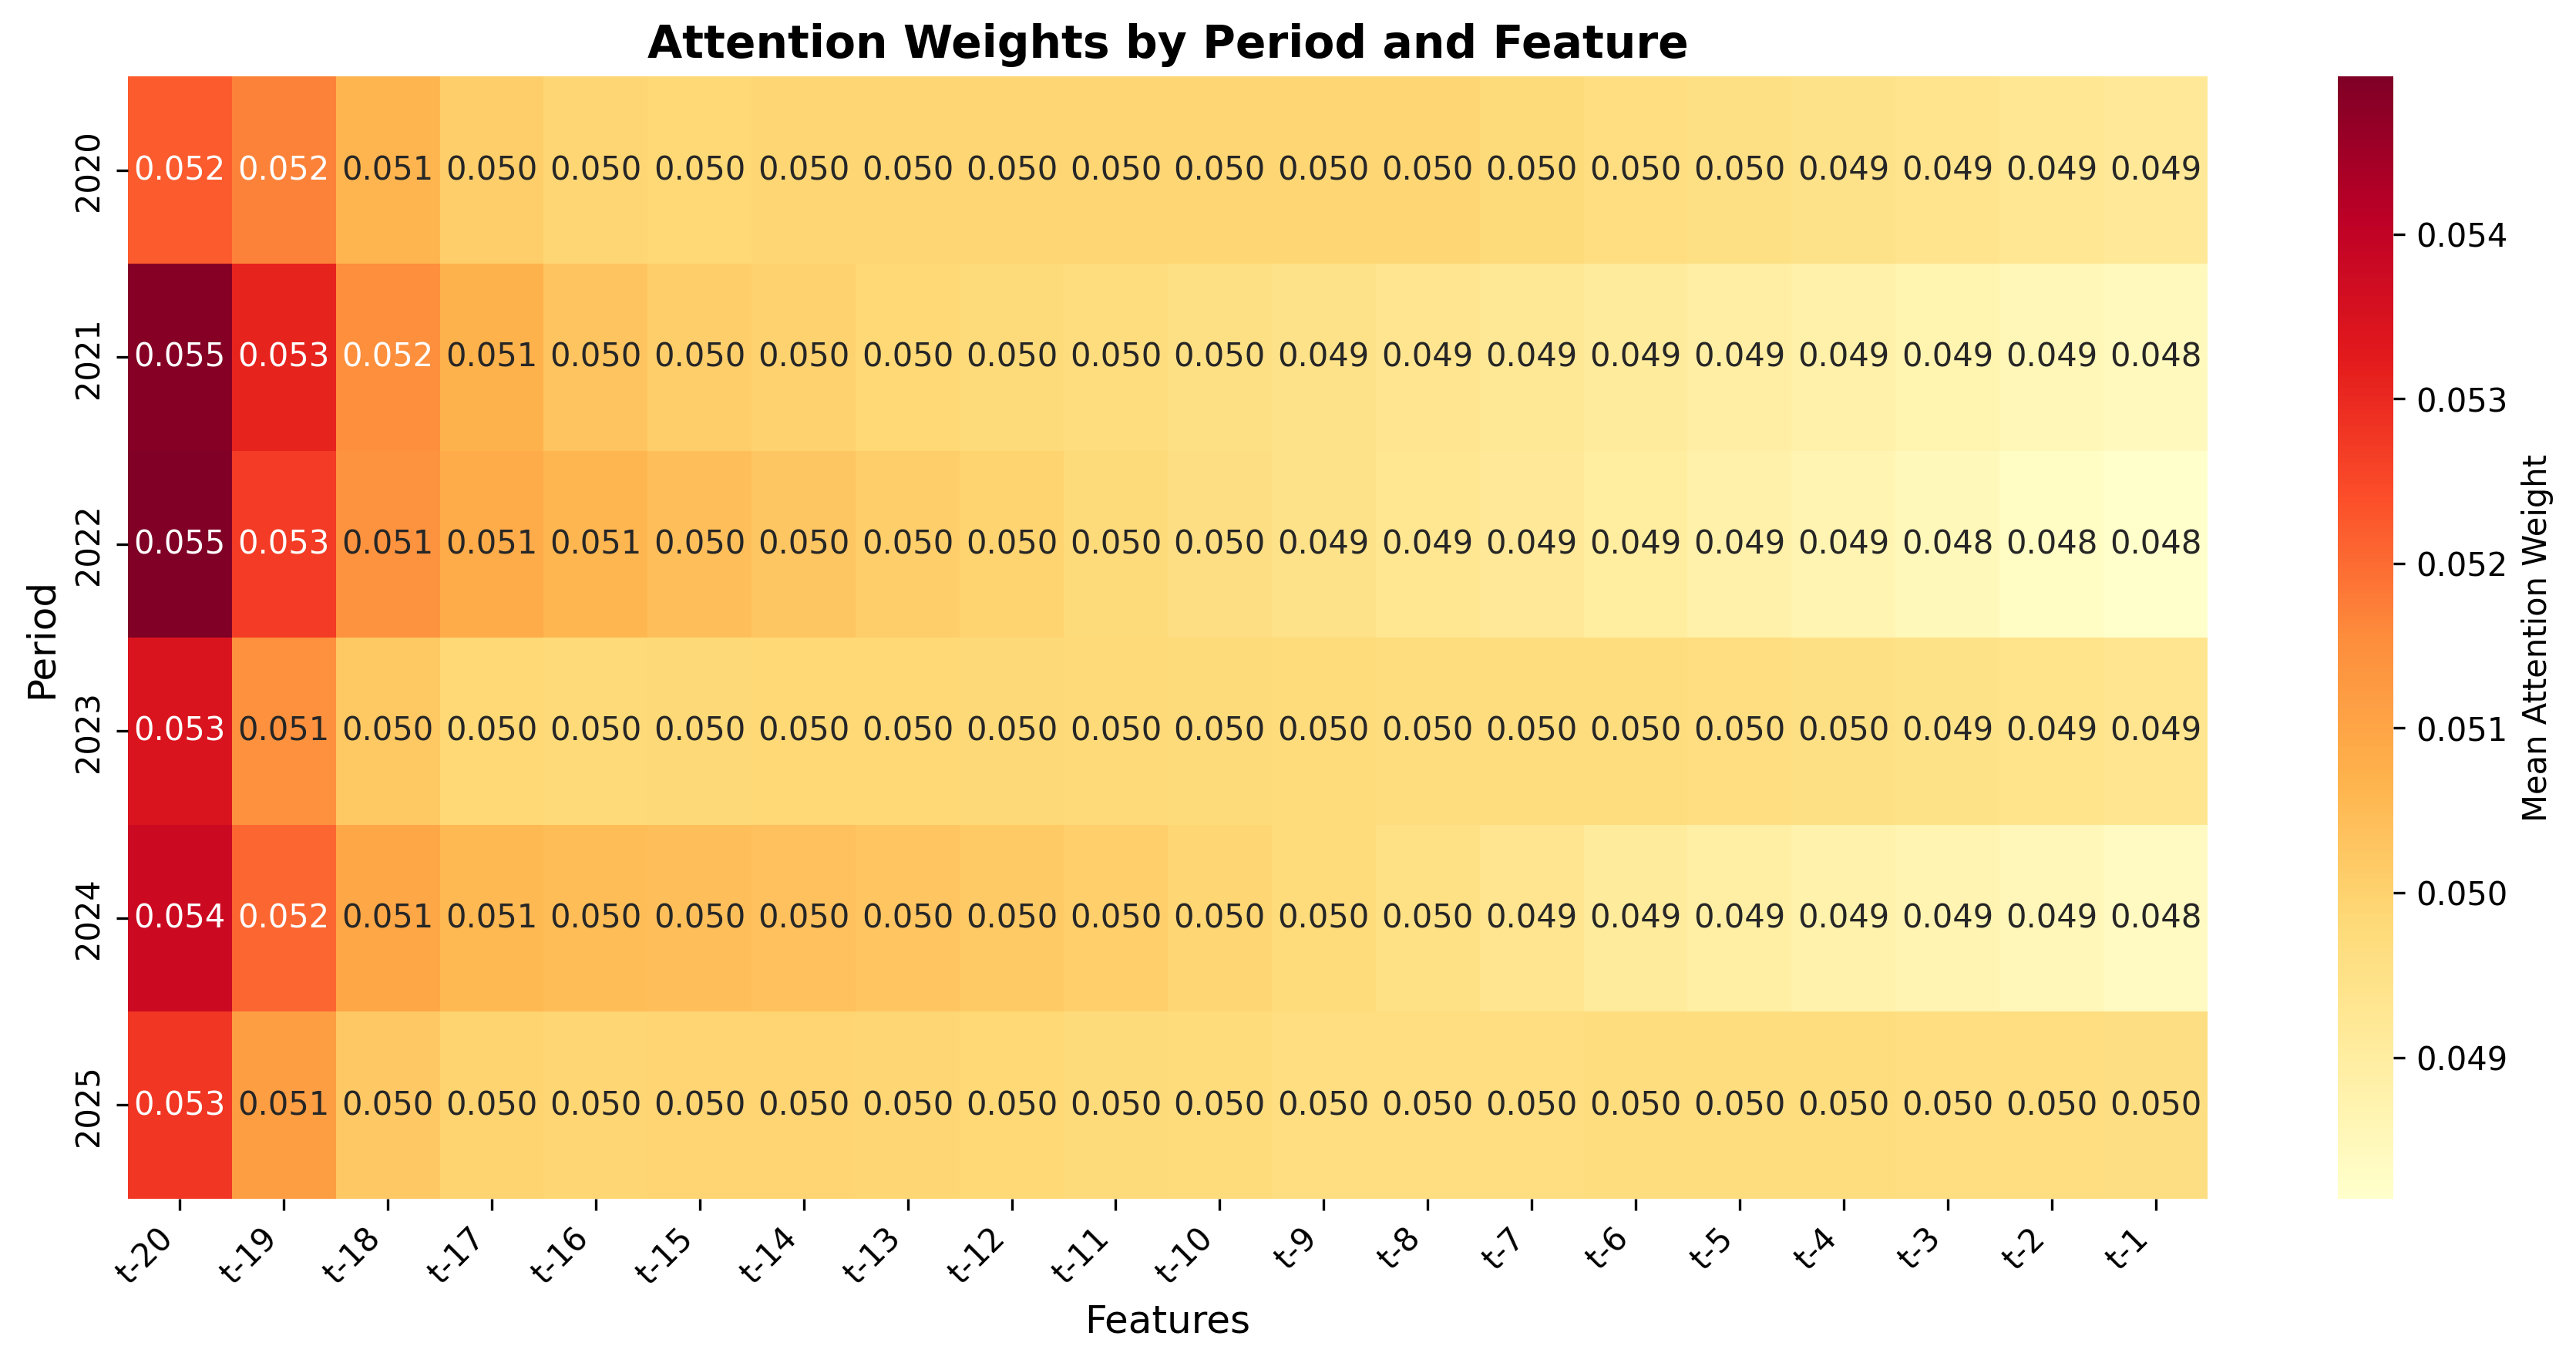 Attention Weights by Period and Feature
2020
0.052 0.052 0.051 0.050 0.050 0.050 0.050 0.050 0.050 0.050 0.050 0.050 0.050 0.050 0.050 0.050 0.049 0.049 0.049 0.049
2021
0.055 0.053 0.052 0.051 0.050 0.050 0.050 0.050 0.050 0.050 0.050 0.049 0.049 0.049 0.049 0.049 0.049 0.049 0.049 0.048
2022
0.055 0.053 0.051 0.051 0.051 0.050 0.050 0.050 0.050 0.050 0.050 0.049 0.049 0.049 0.049 0.049 0.049 0.048 0.048 0.048
2023
0.053 0.051 0.050 0.050 0.050 0.050 0.050 0.050 0.050 0.050 0.050 0.050 0.050 0.050 0.050 0.050 0.050 0.049 0.049 0.049
2024
0.054 0.052 0.051 0.051 0.050 0.050 0.050 0.050 0.050 0.050 0.050 0.050 0.050 0.049 0.049 0.049 0.049 0.049 0.049 0.048
2025
0.053 0.051 0.050 0.050 0.050 0.050 0.050 0.050 0.050 0.050 0.050 0.050 0.050 0.050 0.050 0.050 0.050 0.050 0.050 0.050
Period
t-20 t-19 t-18 t-17 t-16 t-15 t-14 t-13 t-12 t-11 t-10 t-9 t-8 t-7 t-6 t-5 t-4 t-3 t-2 t-1
Features
0.054
0.053
0.052
0.051
0.050
0.049
Mean Attention Weight